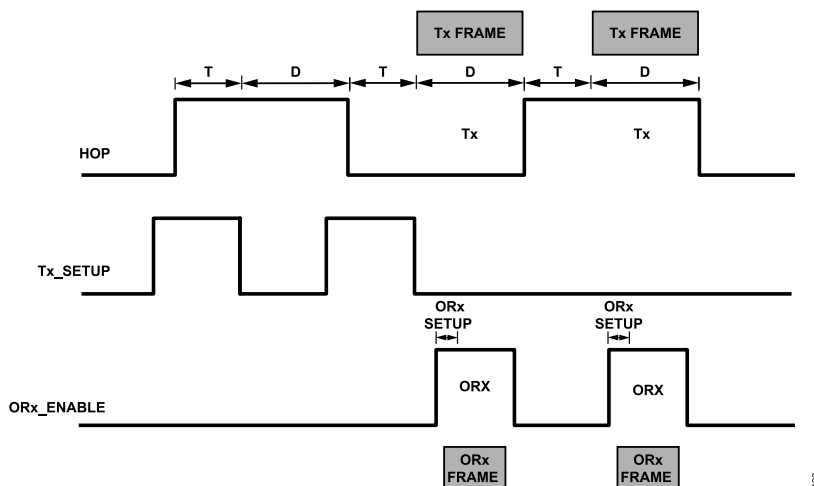 Tx FRAME
Tx FRAME
T
D
T
D
T
D
HOP
Tx
Tx
Tx_SETUP
ORx
SETUP
ORx
SETUP
ORx_ENABLE
ORX
ORX
ORx
FRAME
ORx
FRAME